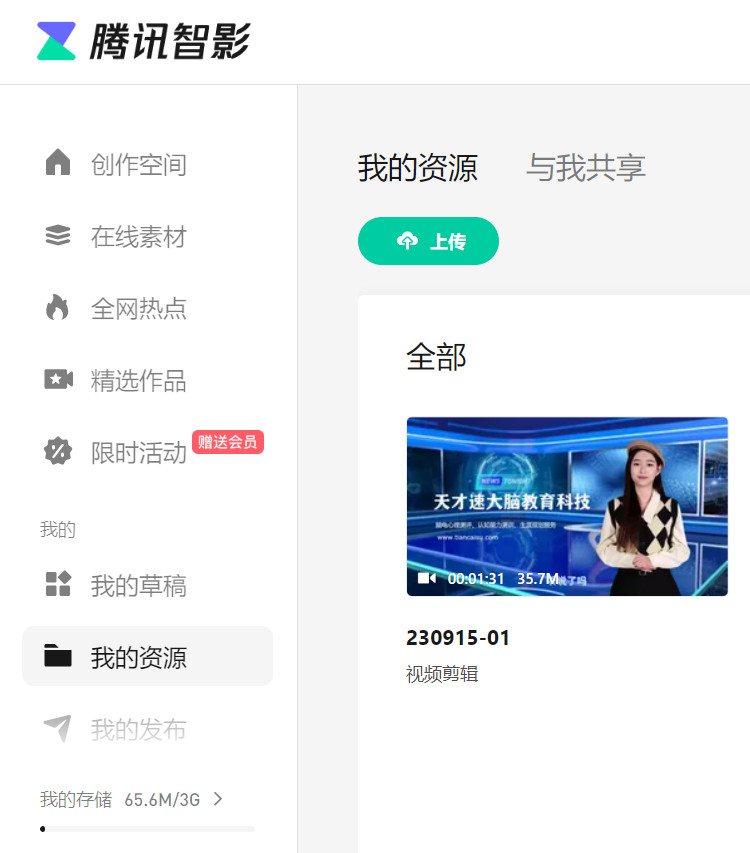 腾讯智影
创作空间
在线素材
全网热点
精选作品
限时活动 赠送会员
我的
我的草稿
我的资源
我的发布
我的存储 65.6M/3G
我的资源 与我共享
上传
全部
NEWS TONIGHT
天才速大脑教育科技
www.tiancaisu.com
00:01:31 35.7M
230915-01
视频剪辑